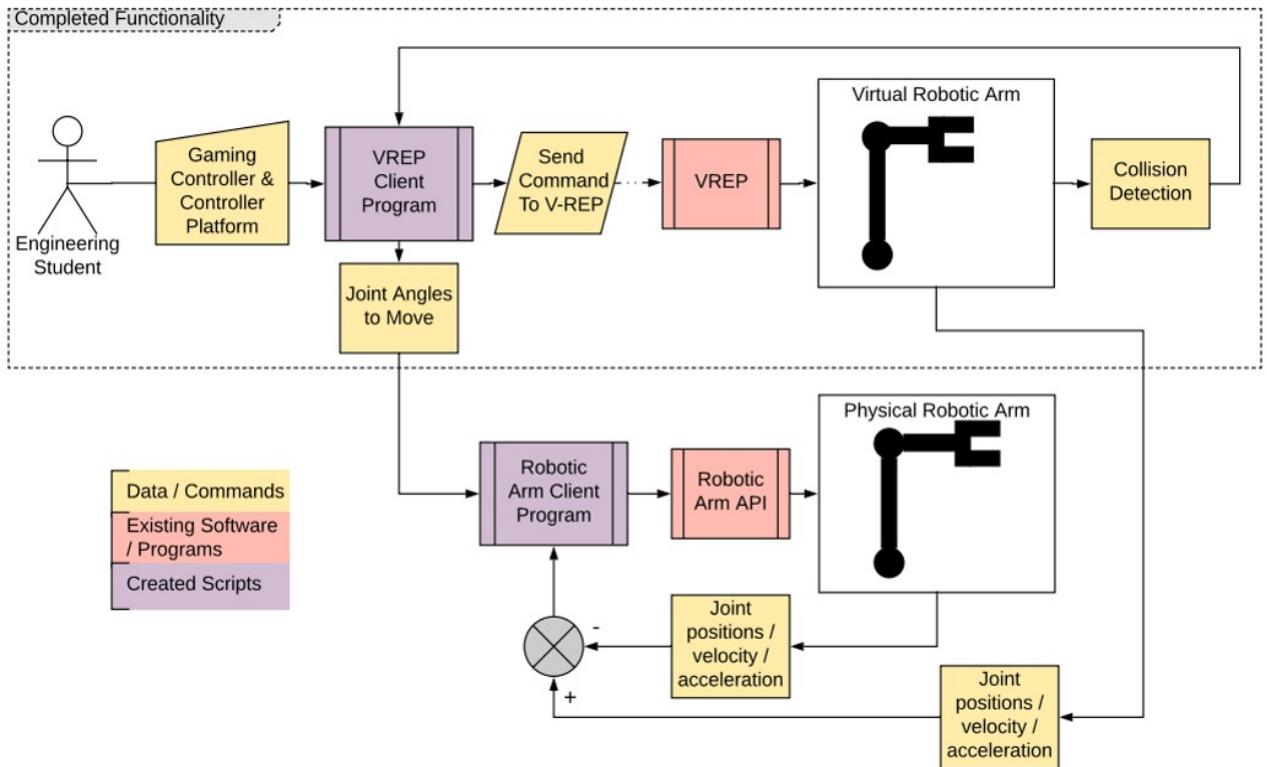 Completed Functionality
Engineering
Student
Gaming
Controller &
Controller
Platform
VREP
Client
Program
Send
Command
To V-REP
VREP
Virtual Robotic Arm
Collision
Detection
Joint Angles
to Move
Data / Commands
Existing Software
/ Programs
Created Scripts
Robotic
Arm Client
Program
Robotic
Arm API
Physical Robotic Arm
-
+
Joint
positions /
velocity /
acceleration
Joint
positions /
velocity /
acceleration